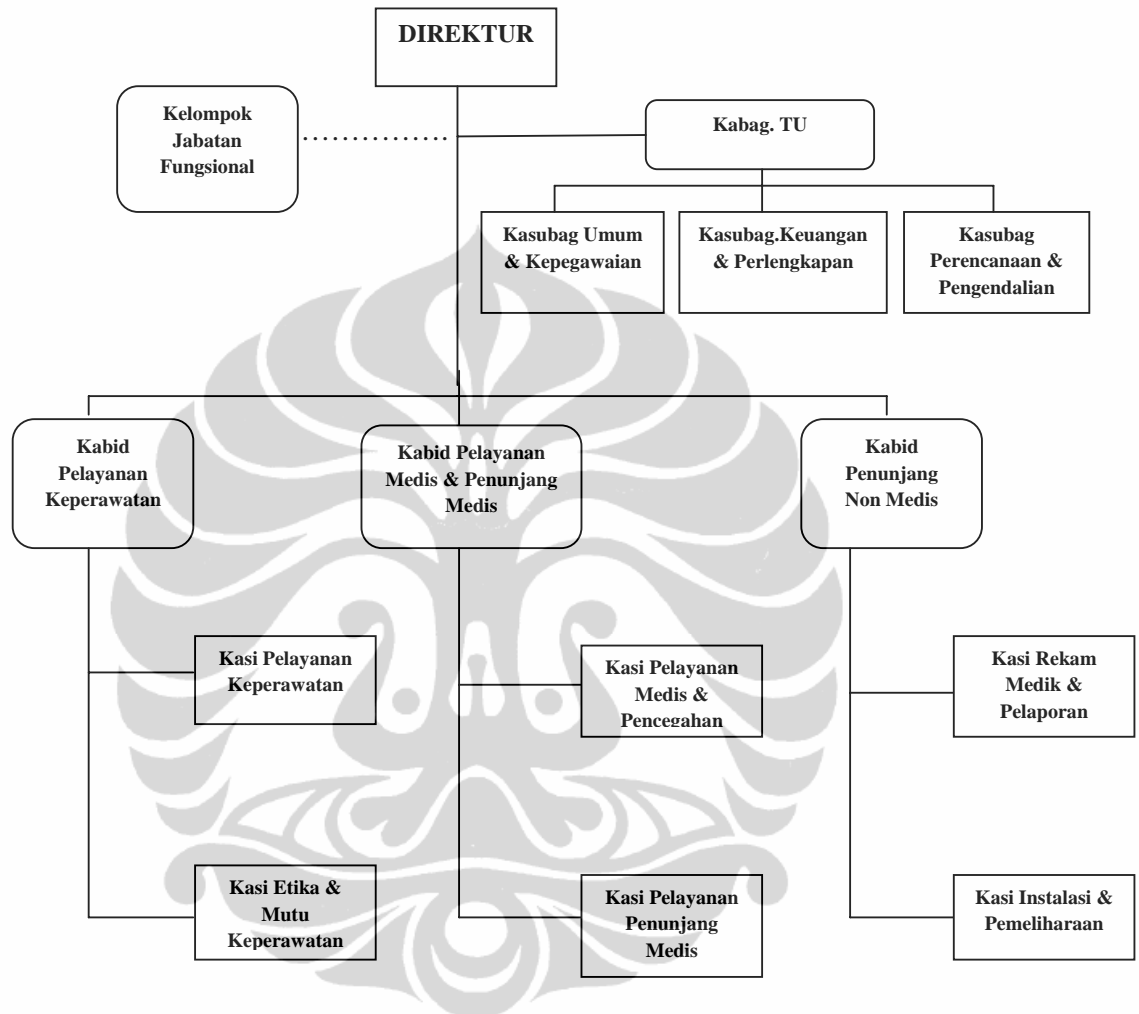 DIREKTUR
Kelompok
Jabatan
Fungsional
Kabag. TU
Kasubag Umum
& Kepegawaian
Kasubag.Keuangan
& Perlengkapan
Kasubag
Perencanaan &
Pengendalian
Kabid
Pelayanan
Keperawatan
Kabid Pelayanan
Medis & Penunjang
Medis
Kabid
Penunjang
Non Medis
Kasi Pelayanan
Keperawatan
Kasi Pelayanan
Medis &
Pencegahan
Kasi Rekam
Medik &
Pelaporan
Kasi Etika &
Mutu
Keperawatan
Kasi Pelayanan
Penunjang
Medis
Kasi Instalasi &
Pemeliharaan